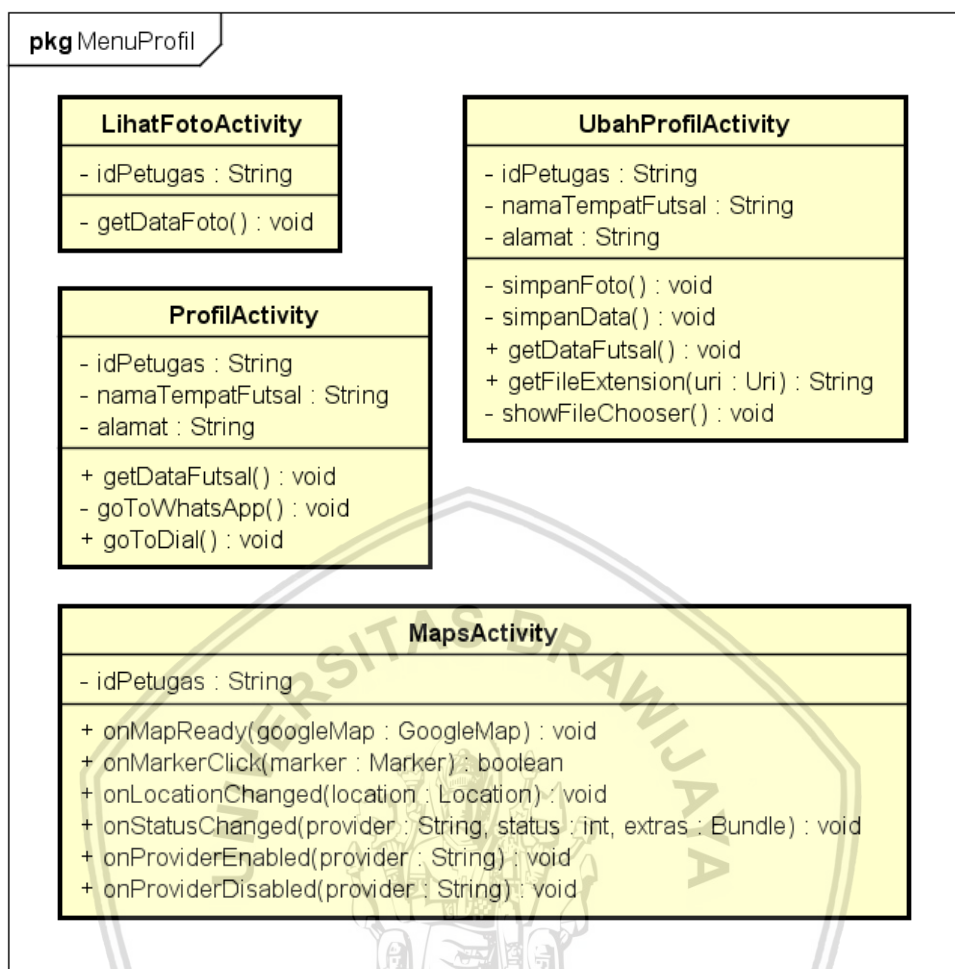 pkg MenuProfil
LihatFotoActivity
- idPetugas : String
- getDataFoto() : void
UbahProfilActivity
- idPetugas : String
- namaTempatFutsal : String
- alamat : String
- simpanFoto() : void
- simpanData() : void
+ getDataFutsal() : void
+ getFileExtension(uri : Uri) : String
- showFileChooser() : void
ProfilActivity
- idPetugas : String
- namaTempatFutsal : String
- alamat : String
+ getDataFutsal() : void
- goToWhatsApp() : void
+ goToDial() : void
MapsActivity
- idPetugas : String
+ onMapReady(googleMap : GoogleMap) : void
+ onMarkerClick(marker : Marker) : boolean
+ onLocationChanged(location : Location) : void
+ onStatusChanged(provider : String, status : int, extras : Bundle) : void
+ onProviderEnabled(provider : String) : void
+ onProviderDisabled(provider : String) : void
UNIVERSITAS BRAWIJAYA